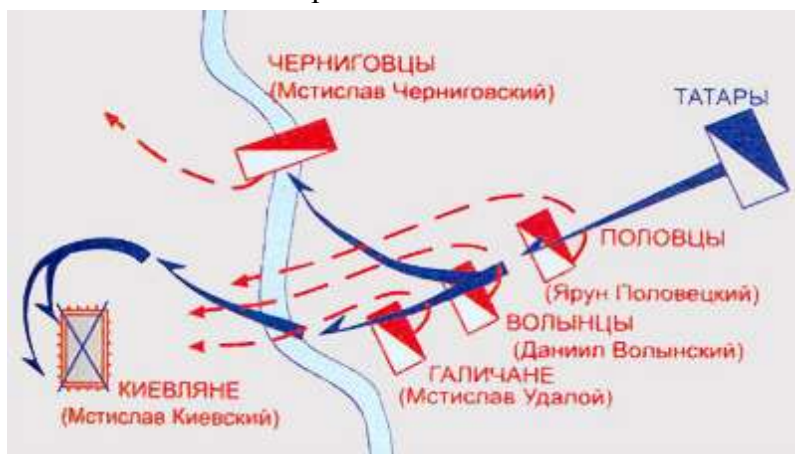 ЧЕРНИГОВЦЫ
(Мстислав Черниговский)
ТАТАРЫ
ПОЛОВЦЫ
(Ярун Половецкий)
ВОЛЫНЦЫ
(Даниил Волынский)
ГАЛИЧАНЕ
(Мстислав Удалой)
КИЕВЛЯНЕ
(Мстислав Киевский)